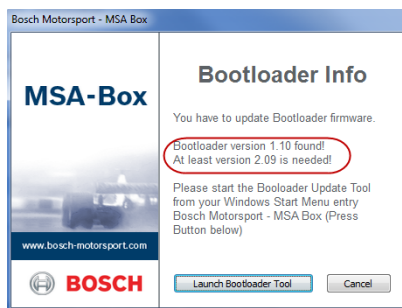 Bosch Motorsport - MSA Box
MSA-Box
www.bosch-motorsport.com
BOSCH
Bootloader Info
You have to update Bootloader firmware.
Bootloader version 1.10 found!
At least version 2.09 is needed!
Please start the Booloader Update Tool
from your Windows Start Menu entry
Bosch Motorsport - MSA Box (Press
Button below)
Launch Bootloader Tool
Cancel